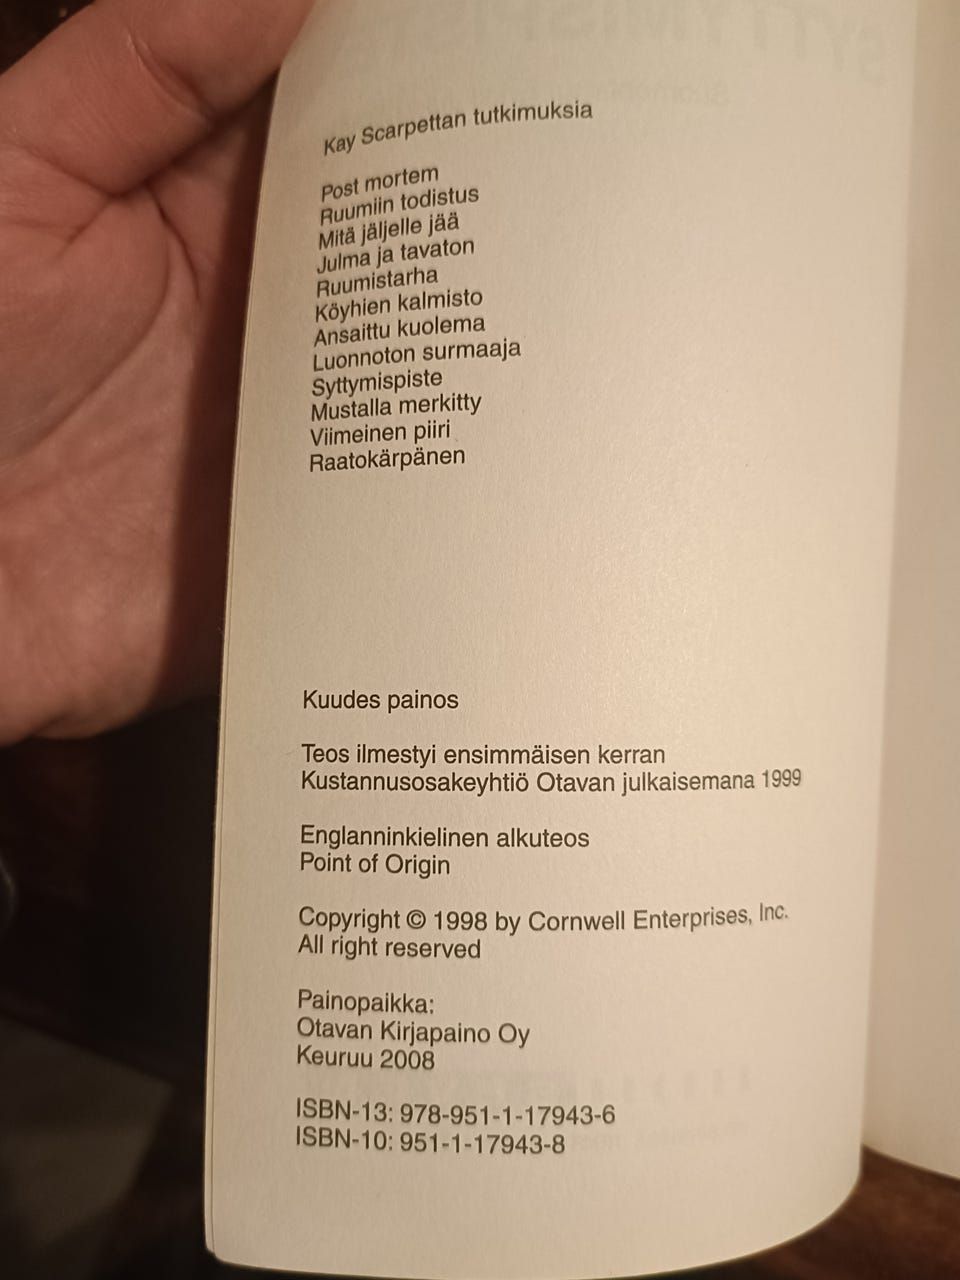 Kay Scarpettan tutkimuksia
Post mortem
Ruumiin todistus
Mitä jäljelle jää
Julma ja tavaton
Ruumistarha
Köyhien kalmisto
Ansaittu kuolema
Luonnoton surmaaja
Syttymispiste
Mustalla merkitty
Viimeinen piiri
Raatokärpänen
Kuudes painos
Teos ilmestyi ensimmäisen kerran
Kustannusosakeyhtiö Otavan julkaisemana 1999
Englanninkielinen alkuteos
Point of Origin
Copyright © 1998 by Cornwell Enterprises, Inc.
All right reserved
Painopaikka:
Otavan Kirjapaino Oy
Keuruu 2008
ISBN-13: 978-951-1-17943-6
ISBN-10: 951-1-17943-8